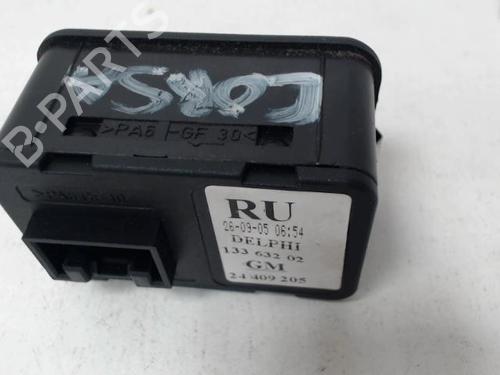 CORSA
>PA6-GF 30<
RU
26-09-05 06:54
DELPHI
133 632 02
GM
24 409 205
B-PARTS